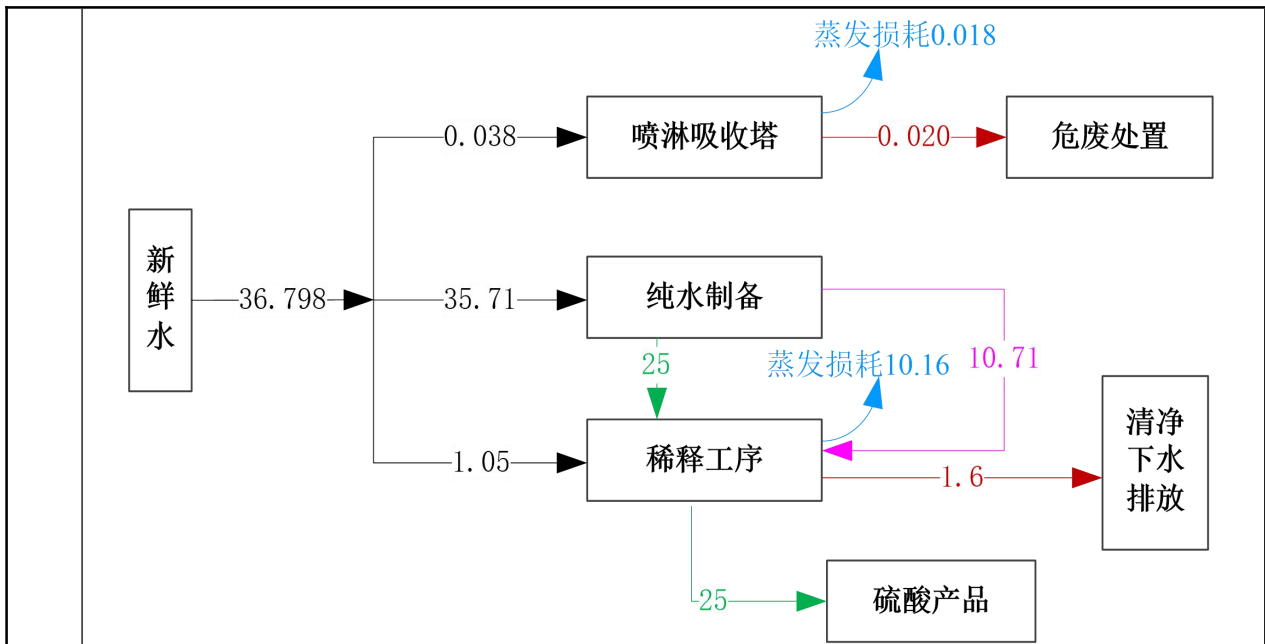 蒸发损耗0.018
0.038
喷淋吸收塔
0.020
危废处置
新鲜水
36.798
35.71
纯水制备
25
蒸发损耗10.16
10.71
1.05
稀释工序
1.6
清净
下水
排放
25
硫酸产品